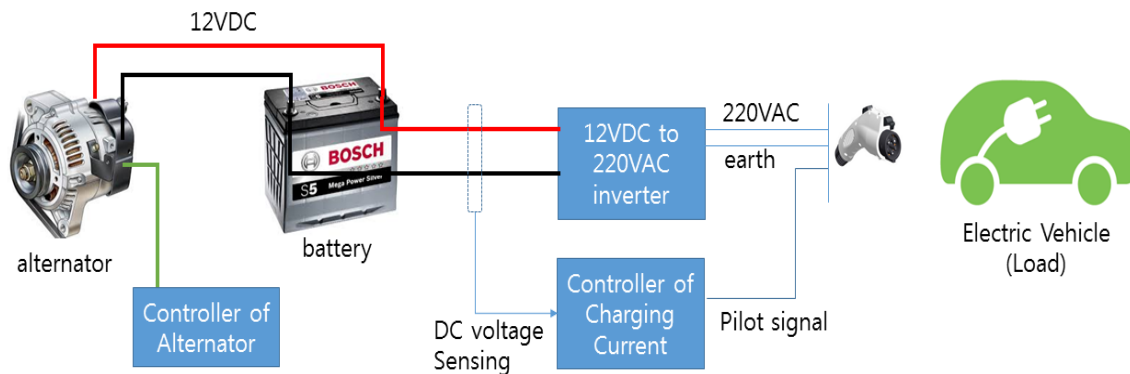 12VDC
BOSCH
BOSCH
S5 Mega Power Silver
alternator
battery
Controller of
Alternator
DC voltage
Sensing
12VDC to
220VAC
inverter
Controller of
Charging
Current
220VAC
earth
Pilot signal
Electric Vehicle
(Load)